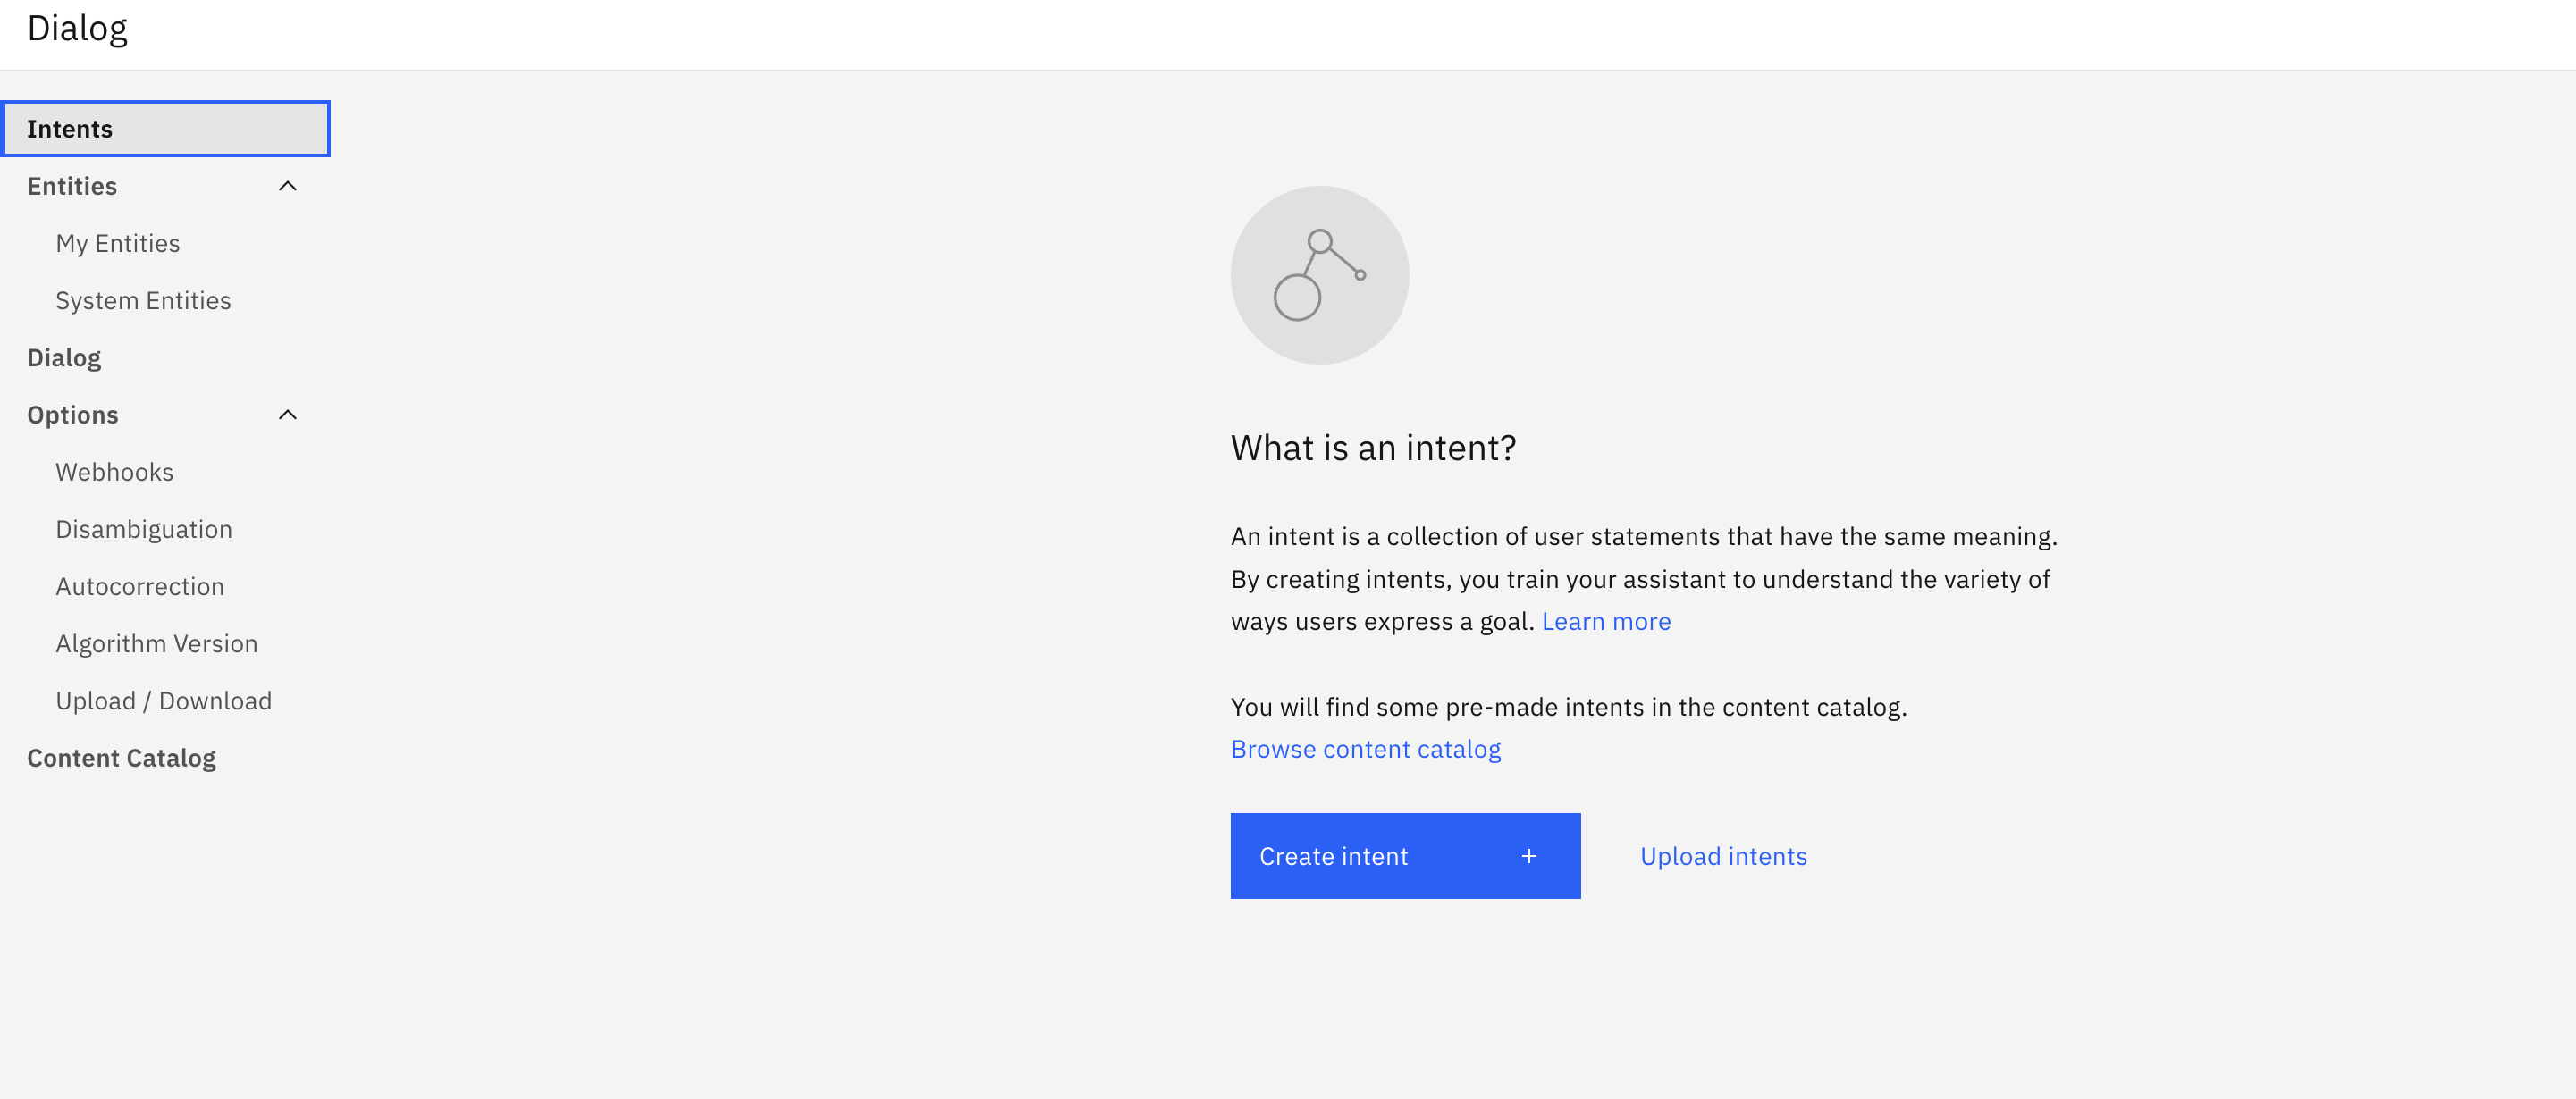 Dialog
Intents
Entities
My Entities
System Entities
Dialog
Options
Webhooks
Disambiguation
Autocorrection
Algorithm Version
Upload / Download
Content Catalog
What is an intent?
An intent is a collection of user statements that have the same meaning.
By creating intents, you train your assistant to understand the variety of
ways users express a goal. Learn more
You will find some pre-made intents in the content catalog.
Browse content catalog
Create intent +
Upload intents